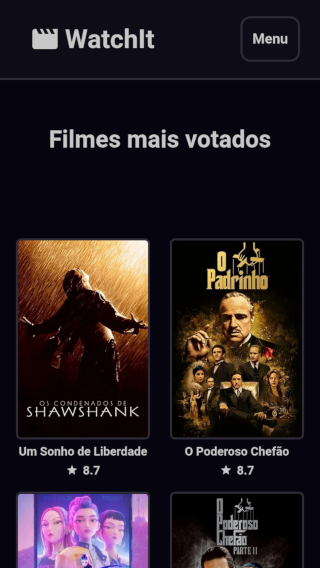 WatchIt
Menu
Filmes mais votados
OS CONDENADOS DE
SHAWSHANK
O
Padrinho
Um Sonho de Liberdade
8.7
O Poderoso Chefão
8.7
O
Poderoso
Chefão
PARTE II